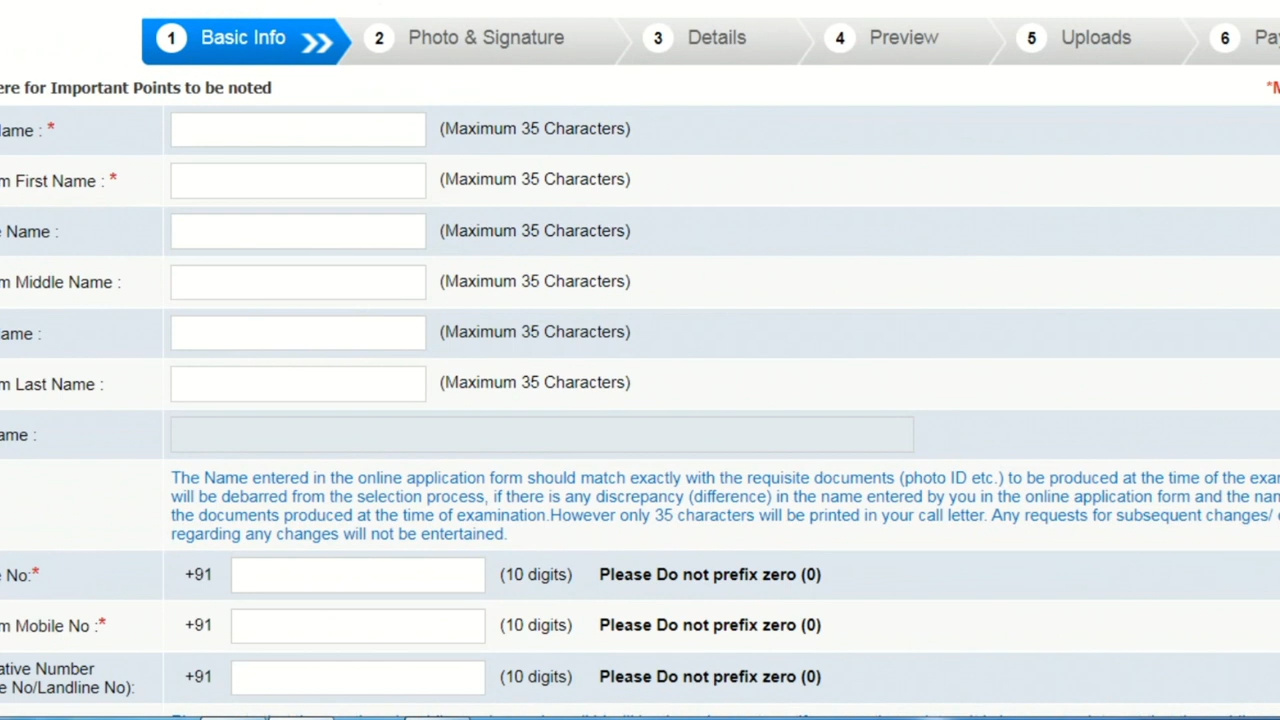 1 Basic Info 2 Photo & Signature 3 Details 4 Preview 5 Uploads 6
for Important Points to be noted
*
: * (Maximum 35 Characters)
First Name : * (Maximum 35 Characters)
Name : (Maximum 35 Characters)
Middle Name : (Maximum 35 Characters)
: (Maximum 35 Characters)
Last Name : (Maximum 35 Characters)
:
The Name entered in the online application form should match exactly with the requisite documents (photo ID etc.) to be produced at the time of the
will be debarred from the selection process, if there is any discrepancy (difference) in the name entered by you in the online application form and the
the documents produced at the time of examination.However only 35 characters will be printed in your call letter. Any requests for subsequent changes/
regarding any changes will not be entertained.
No:* +91 (10 digits) Please Do not prefix zero (0)
Mobile No :* +91 (10 digits) Please Do not prefix zero (0)
Number
No/Landline No): +91 (10 digits) Please Do not prefix zero (0)